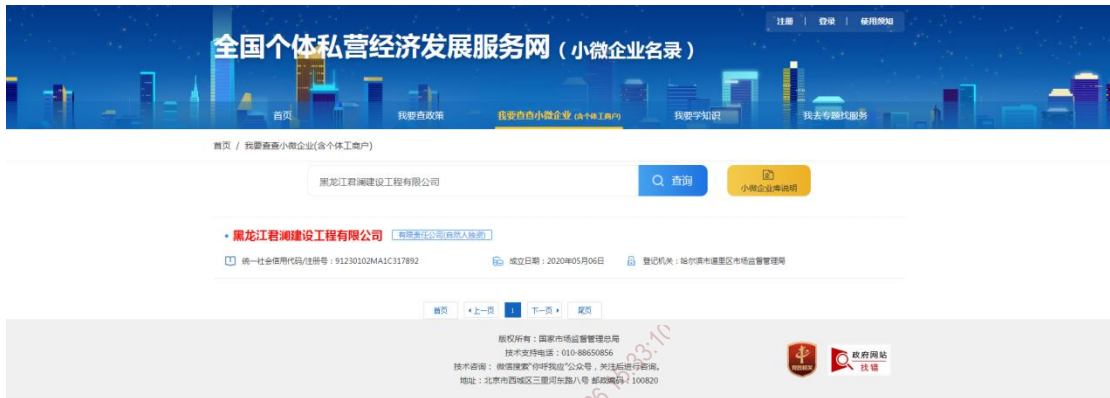 注册 | 登录 | 使用须知
全国个体私营经济发展服务网（小微企业名录）
首页 我要查政策 我要查查小微企业 (含个体工商户) 我要学知识 我去专题找服务
首页 / 我要查查小微企业(含个体工商户)
黑龙江君澜建设工程有限公司 查询 小微企业库说明
黑龙江君澜建设工程有限公司 有限责任公司(自然人独资)
统一社会信用代码/注册号：91230102MA1C317892 成立日期：2020年05月06日 登记机关：哈尔滨市道里区市场监督管理局
首页 上一页 1 下一页 尾页
版权所有：国家市场监督管理总局
技术支持电话：010-88650856
技术咨询： 微信搜索"你呼我应"公众号，关注后进行咨询。
地址：北京市西城区三里河东路八号 邮政编码：100820
政府网站
找错